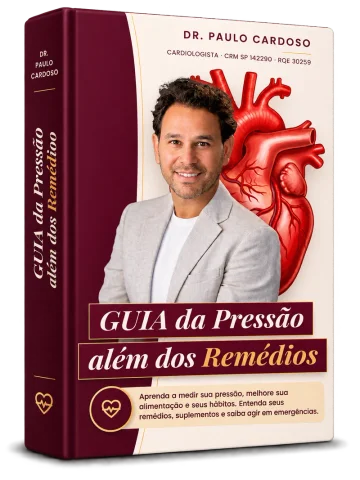 DR.
PAULO
CARDOSO
GUIA da Pressão
além dos Remédioo
DR. PAULO CARDOSO
CARDIOLOGISTA · CRM SP 142290 · RQE 30259
GUIA da Pressão
além dos Remédios
Aprenda a medir sua pressão, melhore sua
alimentação e seus hábitos. Entenda seus
remédios, suplementos e saiba agir em emergências.